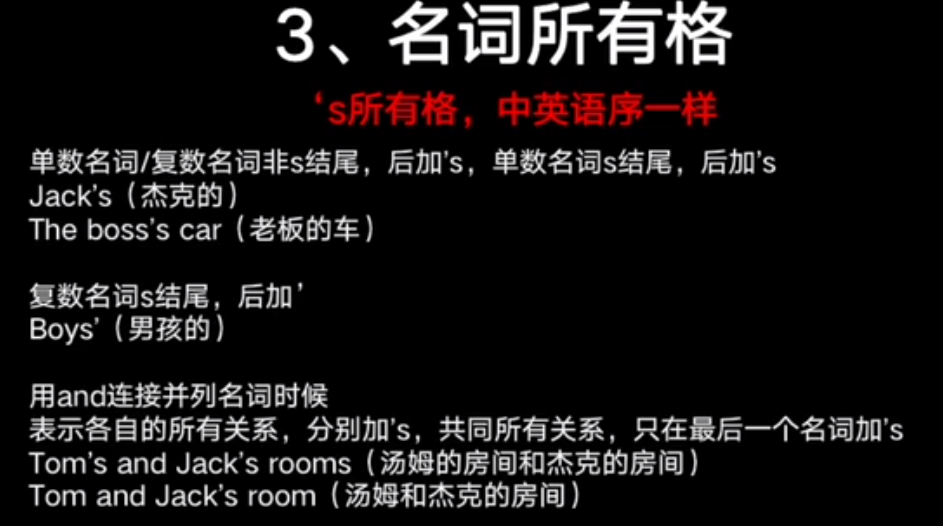 3、名词所有格
‘s所有格，中英语序一样
单数名词/复数名词非s结尾，后加’s，单数名词s结尾，后加’s
Jack’s（杰克的）
The boss’s car（老板的车）
复数名词s结尾，后加’
Boys’（男孩的）
用and连接并列名词时候
表示各自的所有关系，分别加’s，共同所有关系，只在最后一个名词加’s
Tom’s and Jack’s rooms（汤姆的房间和杰克的房间）
Tom and Jack’s room（汤姆和杰克的房间）